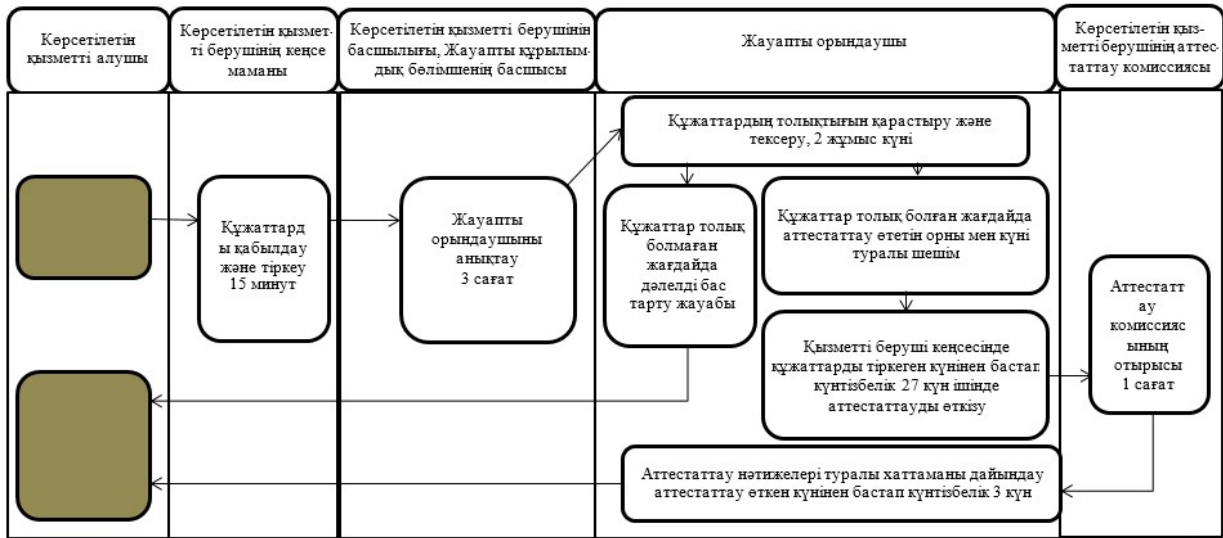 Көрсетілетін
қызметті алушы
Көрсетілетін қызмет-
ті берушінің кеңсе
маманы
Көрсетілетін қызметті берушінің
басшылығы, Жауапты құрылым-
дық бөлімшенің басшысы
Жауапты орындаушы
Көрсетілетін қыз-
метті берушінің аттес-
таттау комиссиясы
Құжаттард
ы қабылдау
және тіркеу
15 минут
Жауапты
орындаушыны
анықтау
3 сағат
Құжаттардың толықтығын қарастыру және
тексеру, 2 жұмыс күні
Құжаттар толық
болмаған
жағдайда
дәлелді бас
тарту жауабы
Құжаттар толық болған жағдайда
аттестаттау өтетін орны мен күні
туралы шешім
Қызметті беруші кеңсесінде
құжаттарды тіркеген күнінен бастап
күнтізбелік 27 күн ішінде
аттестаттауды өткізу
Аттестатт
ау
комиссияс
ының
отырысы
1 сағат
Аттестаттау нәтижелері туралы хаттаманы дайындау
аттестаттау өткен күнінен бастап күнтізбелік 3 күн